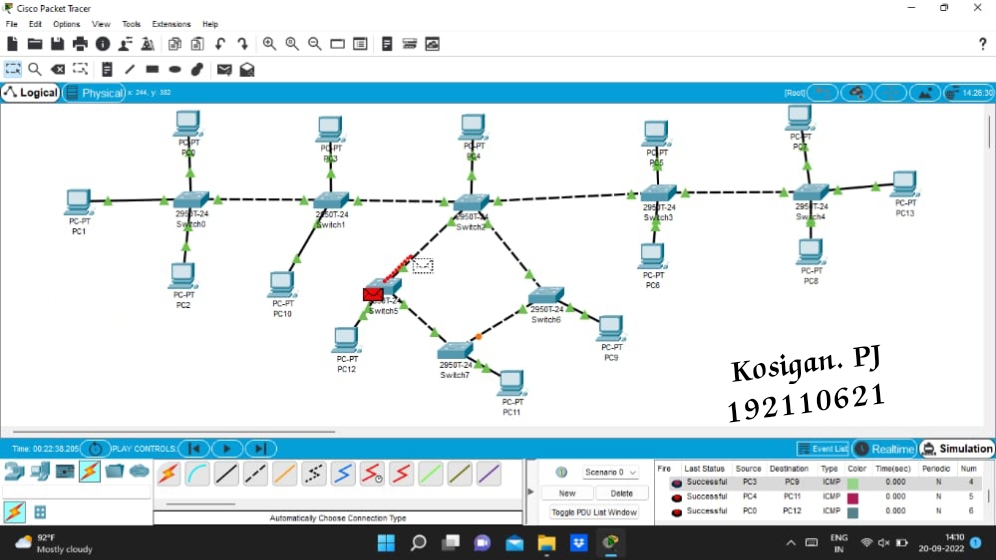 Cisco Packet Tracer
File Edit Options View Tools Extensions Help
Logical Physical x: 244, y: 382 [Root] 14:26:30
PC-PT
PC0
PC-PT
PC3
PC-PT
PC4
PC-PT
PC5
PC-PT
PC7
PC-PT
PC1
2950T-24
Switch0
2950T-24
Switch1
2950T-24
Switch2
2950T-24
Switch3
2950T-24
Switch4
PC-PT
PC13
PC-PT
PC2
PC-PT
PC10
PC-PT
PC6
PC-PT
PC8
2950T-24
Switch5
2950T-24
Switch6
PC-PT
PC12
2950T-24
Switch7
PC-PT
PC9
PC-PT
PC11
Kosigan. PJ
192110621
Time: 00:22:38.205 PLAY CONTROLS: Event List Realtime Simulation
Scenario 0
New Delete
Toggle PDU List Window
Automatically Choose Connection Type
Fire Last Status Source Destination Type Color Time(sec) Periodic Num
Successful PC3 PC9 ICMP 0.000 N 4
Successful PC4 PC11 ICMP 0.000 N 5
Successful PC0 PC12 ICMP 0.000 N 6
92°F
Mostly cloudy
ENG
IN
14:10
20-09-2022
1